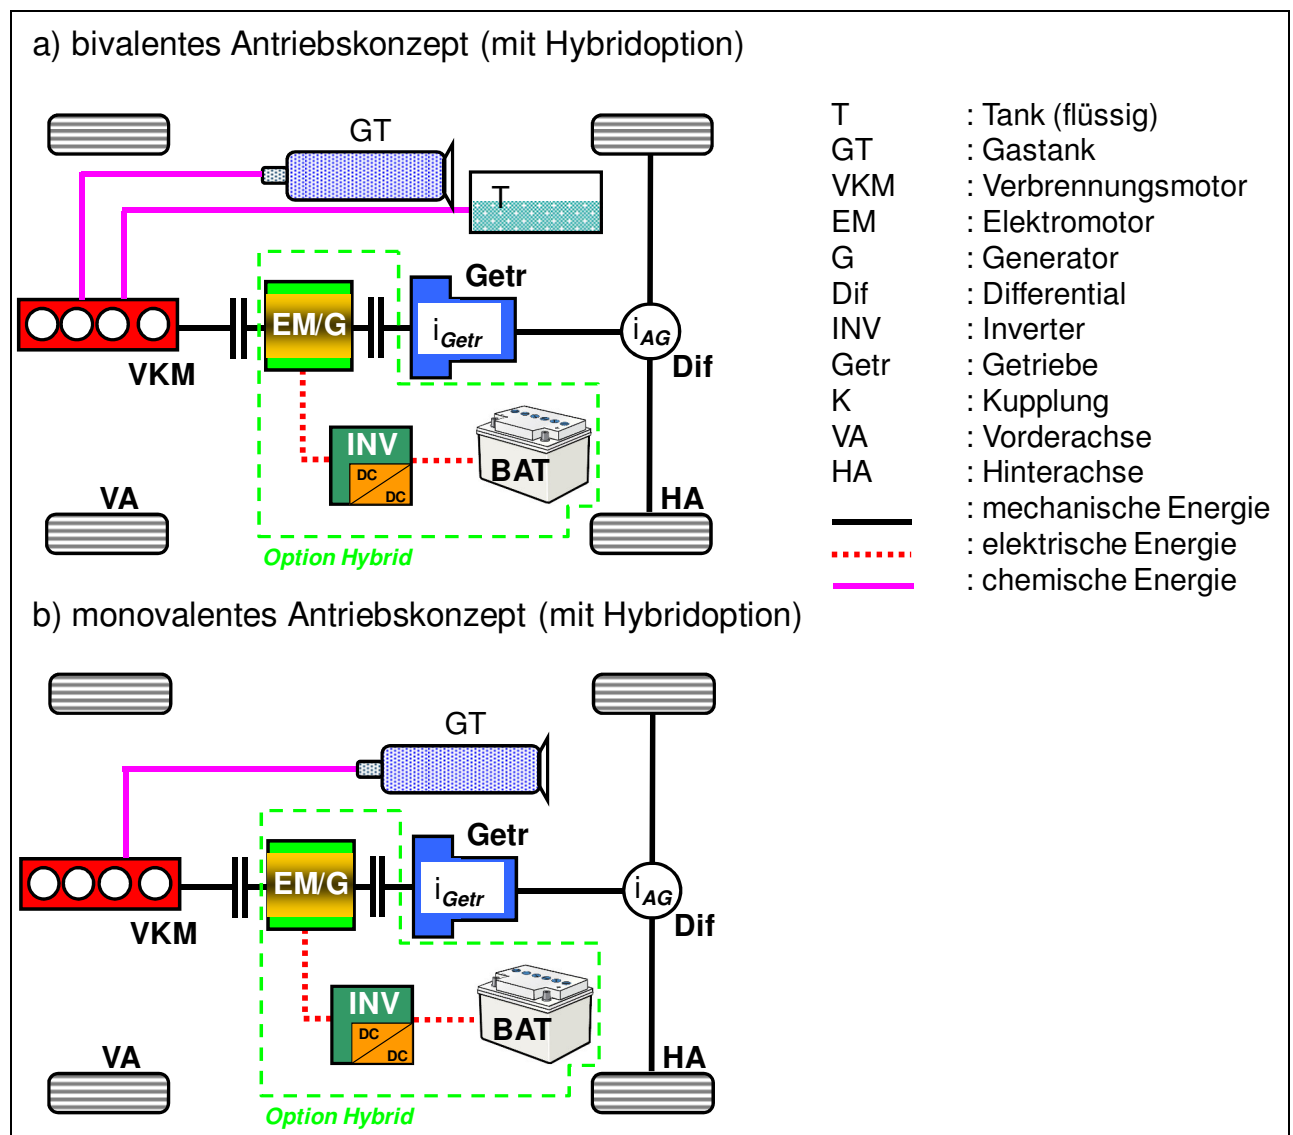 a) bivalentes Antriebskonzept (mit Hybridoption)
GT
T
Getr
EM/G
iGetr
iAG
VKM
Dif
INV
DC
DC
BAT
VA
HA
Option Hybrid
T : Tank (flüssig)
GT : Gastank
VKM : Verbrennungsmotor
EM : Elektromotor
G : Generator
Dif : Differential
INV : Inverter
Getr : Getriebe
K : Kupplung
VA : Vorderachse
HA : Hinterachse
: mechanische Energie
: elektrische Energie
: chemische Energie
b) monovalentes Antriebskonzept (mit Hybridoption)
GT
Getr
EM/G
iGetr
iAG
VKM
Dif
INV
DC
DC
BAT
VA
HA
Option Hybrid